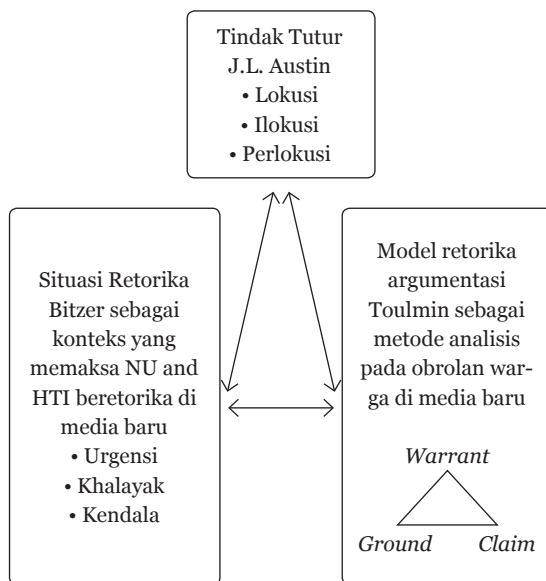 Tindak Tutur
J.L. Austin
• Lokusi
• Ilokusi
• Perlokusi
Situasi Retorika
Bitzer sebagai
konteks yang
memaksa NU and
HTI beretorika di
media baru
• Urgensi
• Khalayak
• Kendala
Model retorika
argumentasi
Toulmin sebagai
metode analisis
pada obrolan war-
ga di media baru
Warrant
Ground Claim